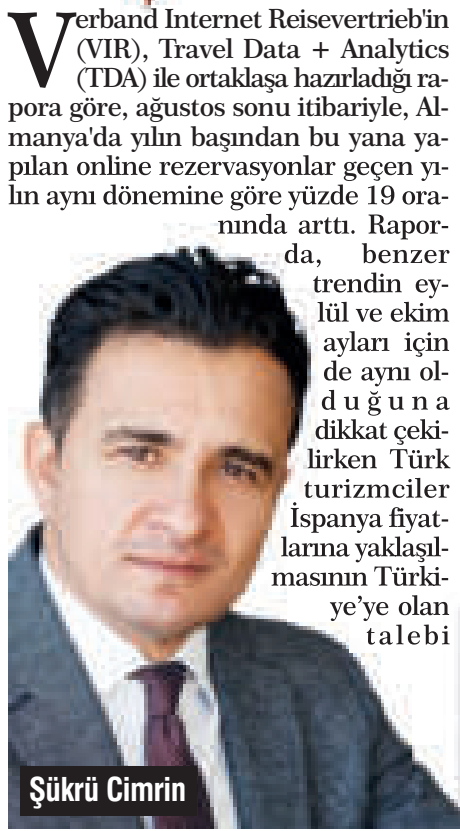 Verband Internet Reisevertrieb'in
(VIR), Travel Data + Analytics
(TDA) ile ortaklaşa hazırladığı ra-
pora göre, ağustos sonu itibariyle, Al-
manya'da yılın başından bu yana ya-
pılan online rezervasyonlar geçen yı-
lın aynı dönemine göre yüzde 19 ora-
nında arttı. Rapor-
da, benzer
trendin ey-
lül ve ekim
ayları için
de aynı ol-
duğuna
dikkat çeki-
lirken Türk
turizmciler
İspanya fiyat-
larına yaklaşıl-
masının Türki-
ye’ye olan
talebi
Şükrü Cimrin